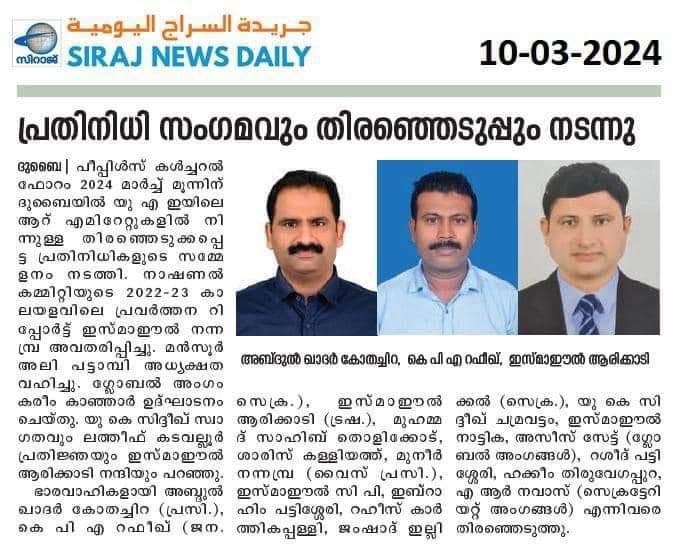 جريدة السراج اليومية
സിറാജ്
SIRAJ NEWS DAILY
10-03-2024
പ്രതിനിധി സംഗമവും തിരഞ്ഞെടുപ്പും നടന്നു
ദുബൈ| പീപ്പിൾസ് കൾച്ചറൽ
ഫോറം 2024 മാർച്ച് മൂന്നിന്
ദുബൈയിൽ യു എ ഇയിലെ
ആറ് എമിറേറ്റുകളിൽ നി
ന്നുള്ള തിരഞ്ഞെടുക്കപ്പെ
ട്ട പ്രതിനിധികളുടെ സമ്മേ
ളനം നടത്തി. നാഷണൽ
കമ്മിറ്റിയുടെ 2022-23 കാ
ലയളവിലെ പ്രവർത്തന റി
പ്പോർട്ട് ഇസ്മാഈൽ നന്ന
മ്പ്ര അവതരിപ്പിച്ചു. മൻസൂർ
അലി പട്ടാമ്പി അധ്യക്ഷത
വഹിച്ചു. ഗ്ലോബൽ അംഗം
കരീം കാഞ്ഞാർ ഉദ്ഘാടനം
ചെയ്തു. യു കെ സിദ്ദീഖ് സ്വാ
ഗതവും ലത്തീഫ് കടവല്ലൂർ
പ്രതിജ്ഞയും ഇസ്മാഈൽ
ആരിക്കാടി നന്ദിയും പറഞ്ഞു.
ഭാരവാഹികളായി അബ്ദുൽ
ഖാദർ കോതച്ചിറ (പ്രസി.),
കെ പി എ റഫീഖ് (ജന.
അബ്ദുൽ ഖാദർ കോതച്ചിറ, കെ പി എ റഫീഖ്, ഇസ്മാഈൽ ആരിക്കാടി
സെക്ര.), ഇസ്മാഈൽ
ആരിക്കാടി (ട്രഷ.), മുഹമ്മ
ദ് സാഹിബ് തൊളിക്കോട്,
ശാരിസ് കള്ളിയത്ത്, മുനീർ
നന്നമ്പ്ര (വൈസ് പ്രസി.),
ഇസ്മാഈൽ സി പി, ഇബ്റാ
ഹിം പട്ടിശ്ശേരി, റഹീസ് കാർ
ത്തികപ്പള്ളി, ജംഷാദ് ഇല്ലി
ക്കൽ (സെക്ര.), യു കെ സി
ദ്ദീഖ് ചമ്രവട്ടം, ഇസ്മാഈൽ
നാട്ടിക, അസീസ് സേട്ട് (ഗ്ലോ
ബൽ അംഗങ്ങൾ), റശീദ് പട്ടി
ശ്ശേരി, ഹക്കീം തിരുവേഗപ്പുറ,
എ ആർ നവാസ് (സെക്രട്ടേറി
യറ്റ് അംഗങ്ങൾ) എന്നിവരെ
തിരഞ്ഞെടുത്തു.